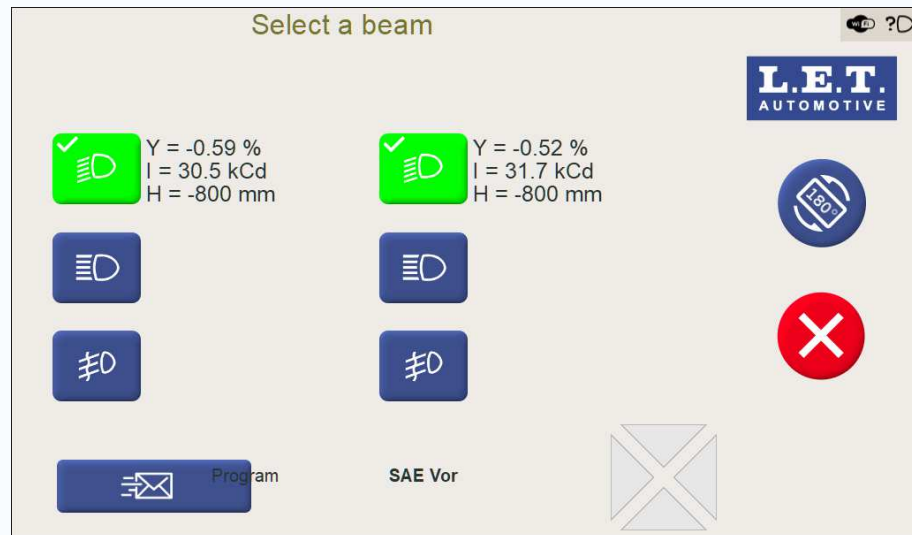 Select a beam
WiFi ?
L.E.T.
AUTOMOTIVE
Y = -0.59 %
I = 30.5 kCd
H = -800 mm
Y = -0.52 %
I = 31.7 kCd
H = -800 mm
180°
Program
SAE Vor